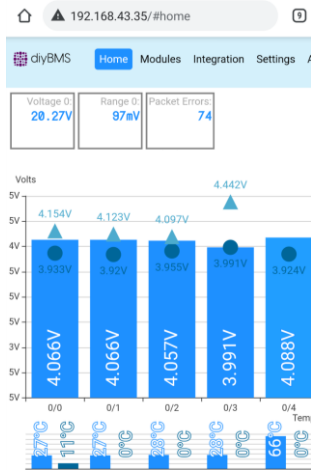 192.168.43.35/#home
9
diyBMS Home Modules Integration Settings A
Voltage 0: Range 0: Packet Errors:
20.27V 97mV 74
Volts
5V
5V
4V
5V
5V
5V
3V
5V
5V
4.154V 4.123V 4.097V 4.442V
3.933V 3.92V 3.955V 3.991V 3.924V
4.066V 4.066V 4.057V 3.991V 4.088V
0/0 0/1 0/2 0/3 0/4
Temp
27°C 11°C 27°C 0°C 28°C 0°C 28°C 0°C 66°C 0°C